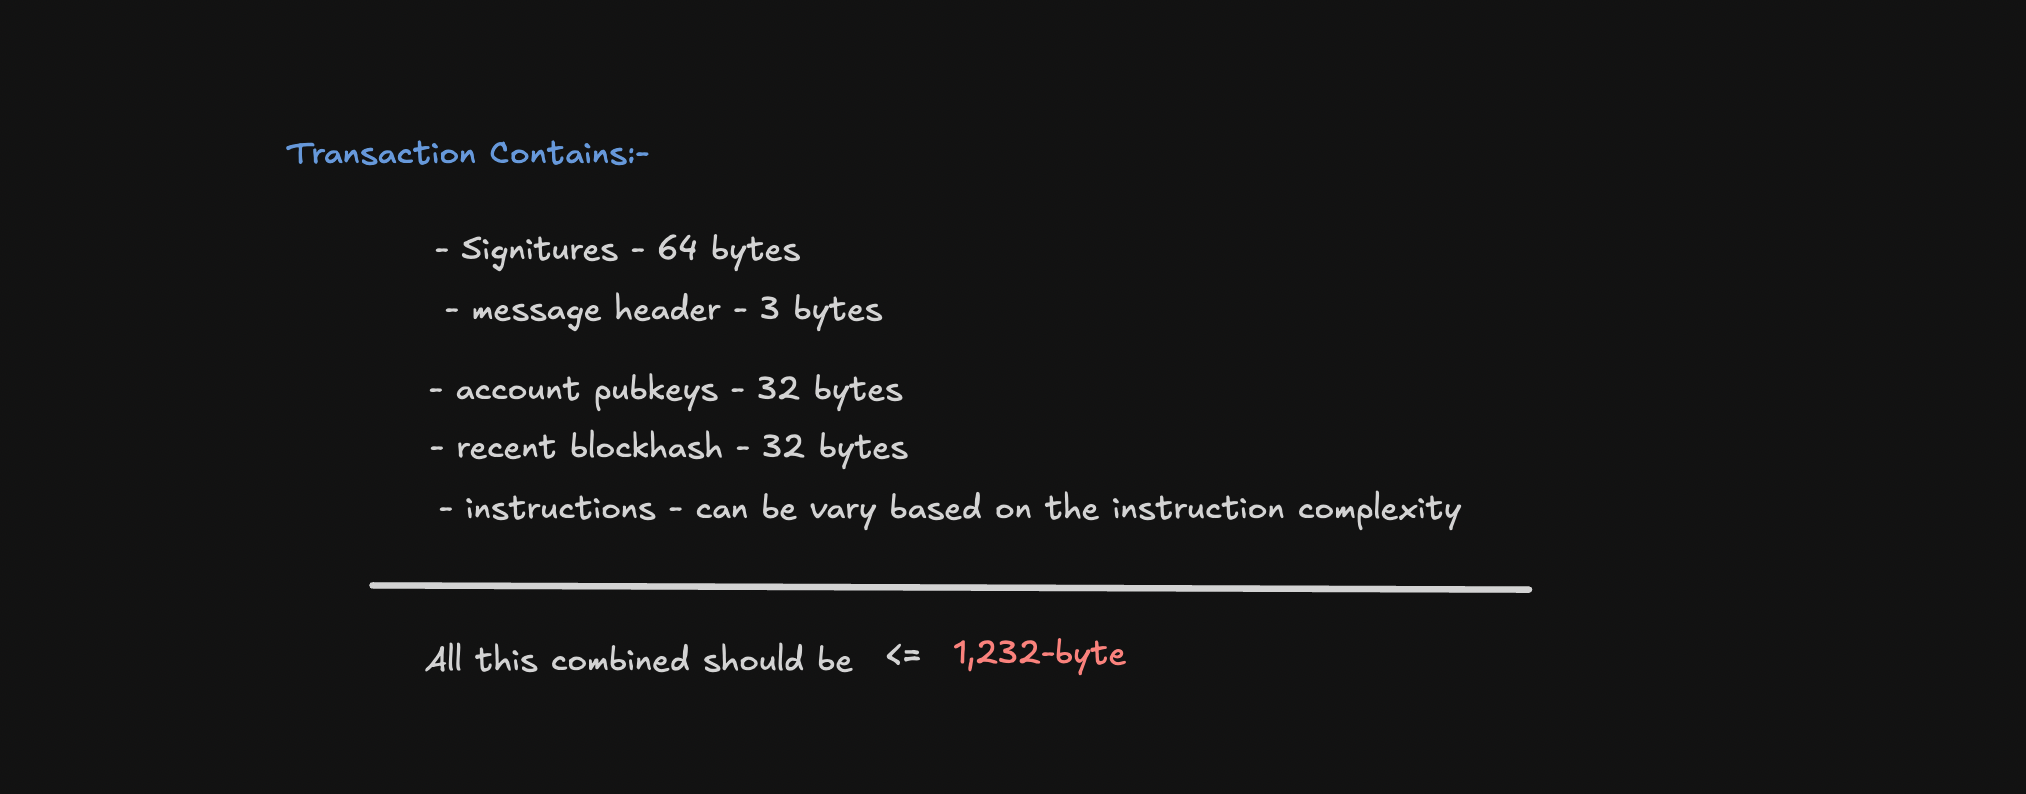 Transaction Contains:-
- Signitures - 64 bytes
- message header - 3 bytes
- account pubkeys - 32 bytes
- recent blockhash - 32 bytes
- instructions - can be vary based on the instruction complexity
All this combined should be <= 1,232-byte